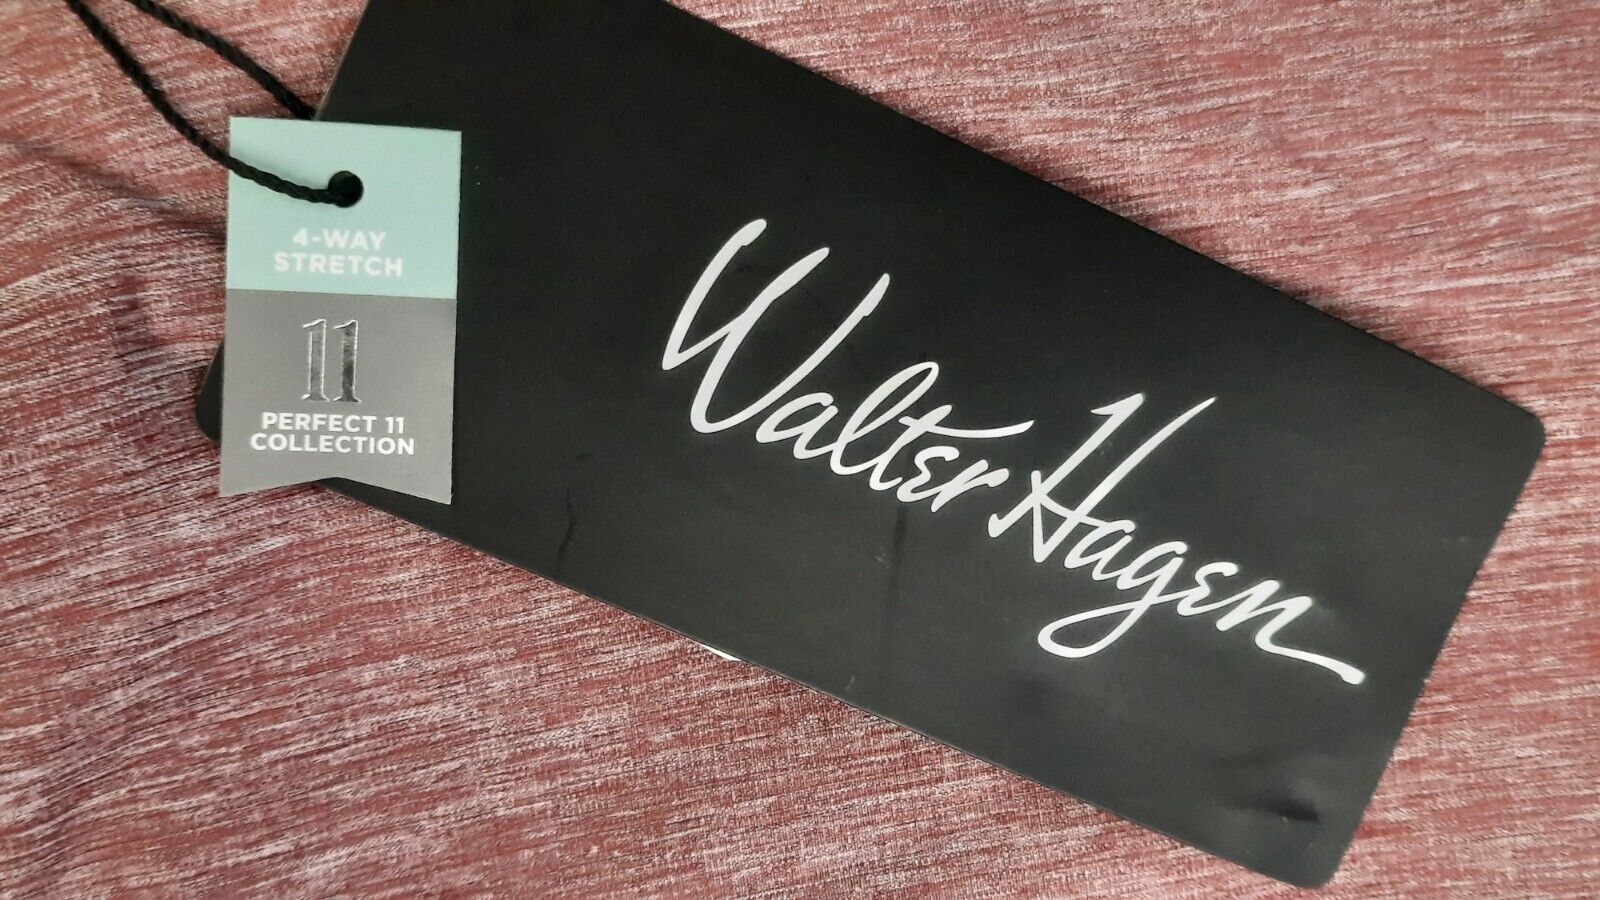 4-WAY
STRETCH
11
PERFECT 11
COLLECTION
Walter Hagen